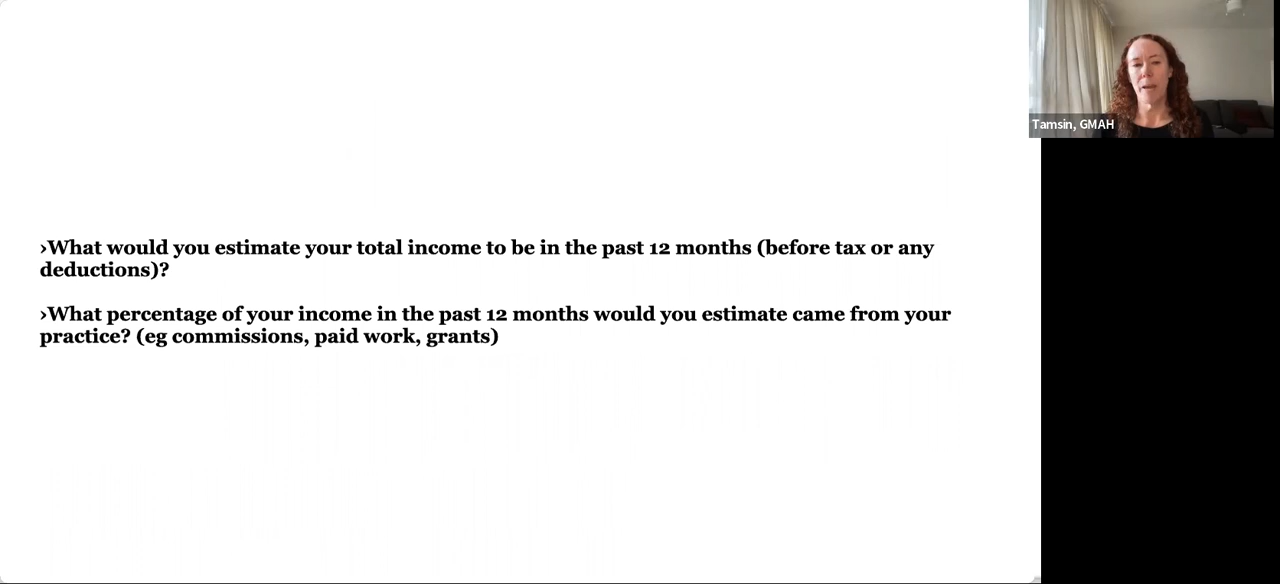 ›What would you estimate your total income to be in the past 12 months (before tax or any
deductions)?
›What percentage of your income in the past 12 months would you estimate came from your
practice? (eg commissions, paid work, grants)
Tamsin, GMAH